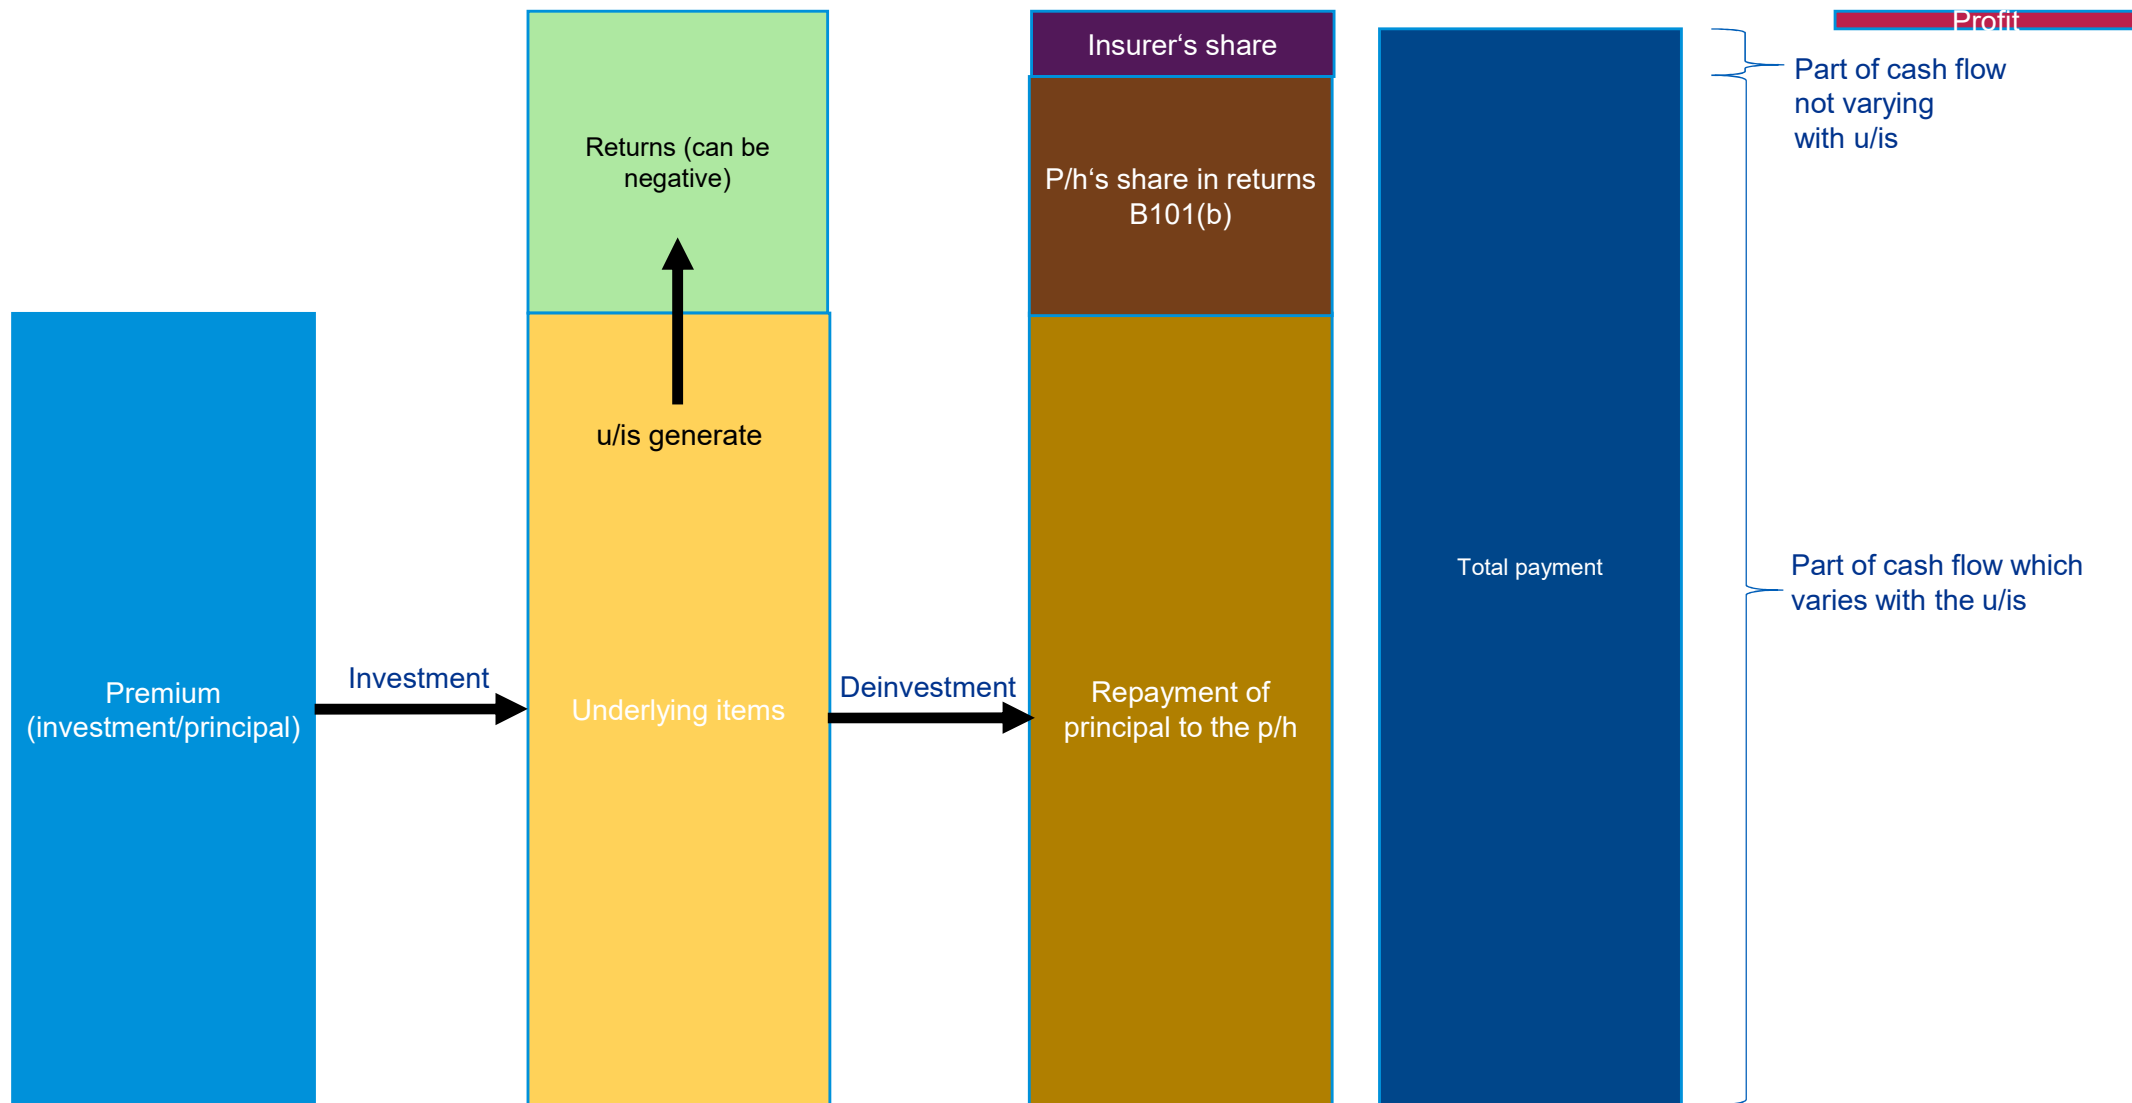 Insurer‘s share
Profit
Part of cash flow
not varying
with u/is
Returns (can be
negative)
P/h‘s share in returns
B101(b)
u/is generate
Total payment
Part of cash flow which
varies with the u/is
Premium
(investment/principal)
Investment
Underlying items
Deinvestment
Repayment of
principal to the p/h